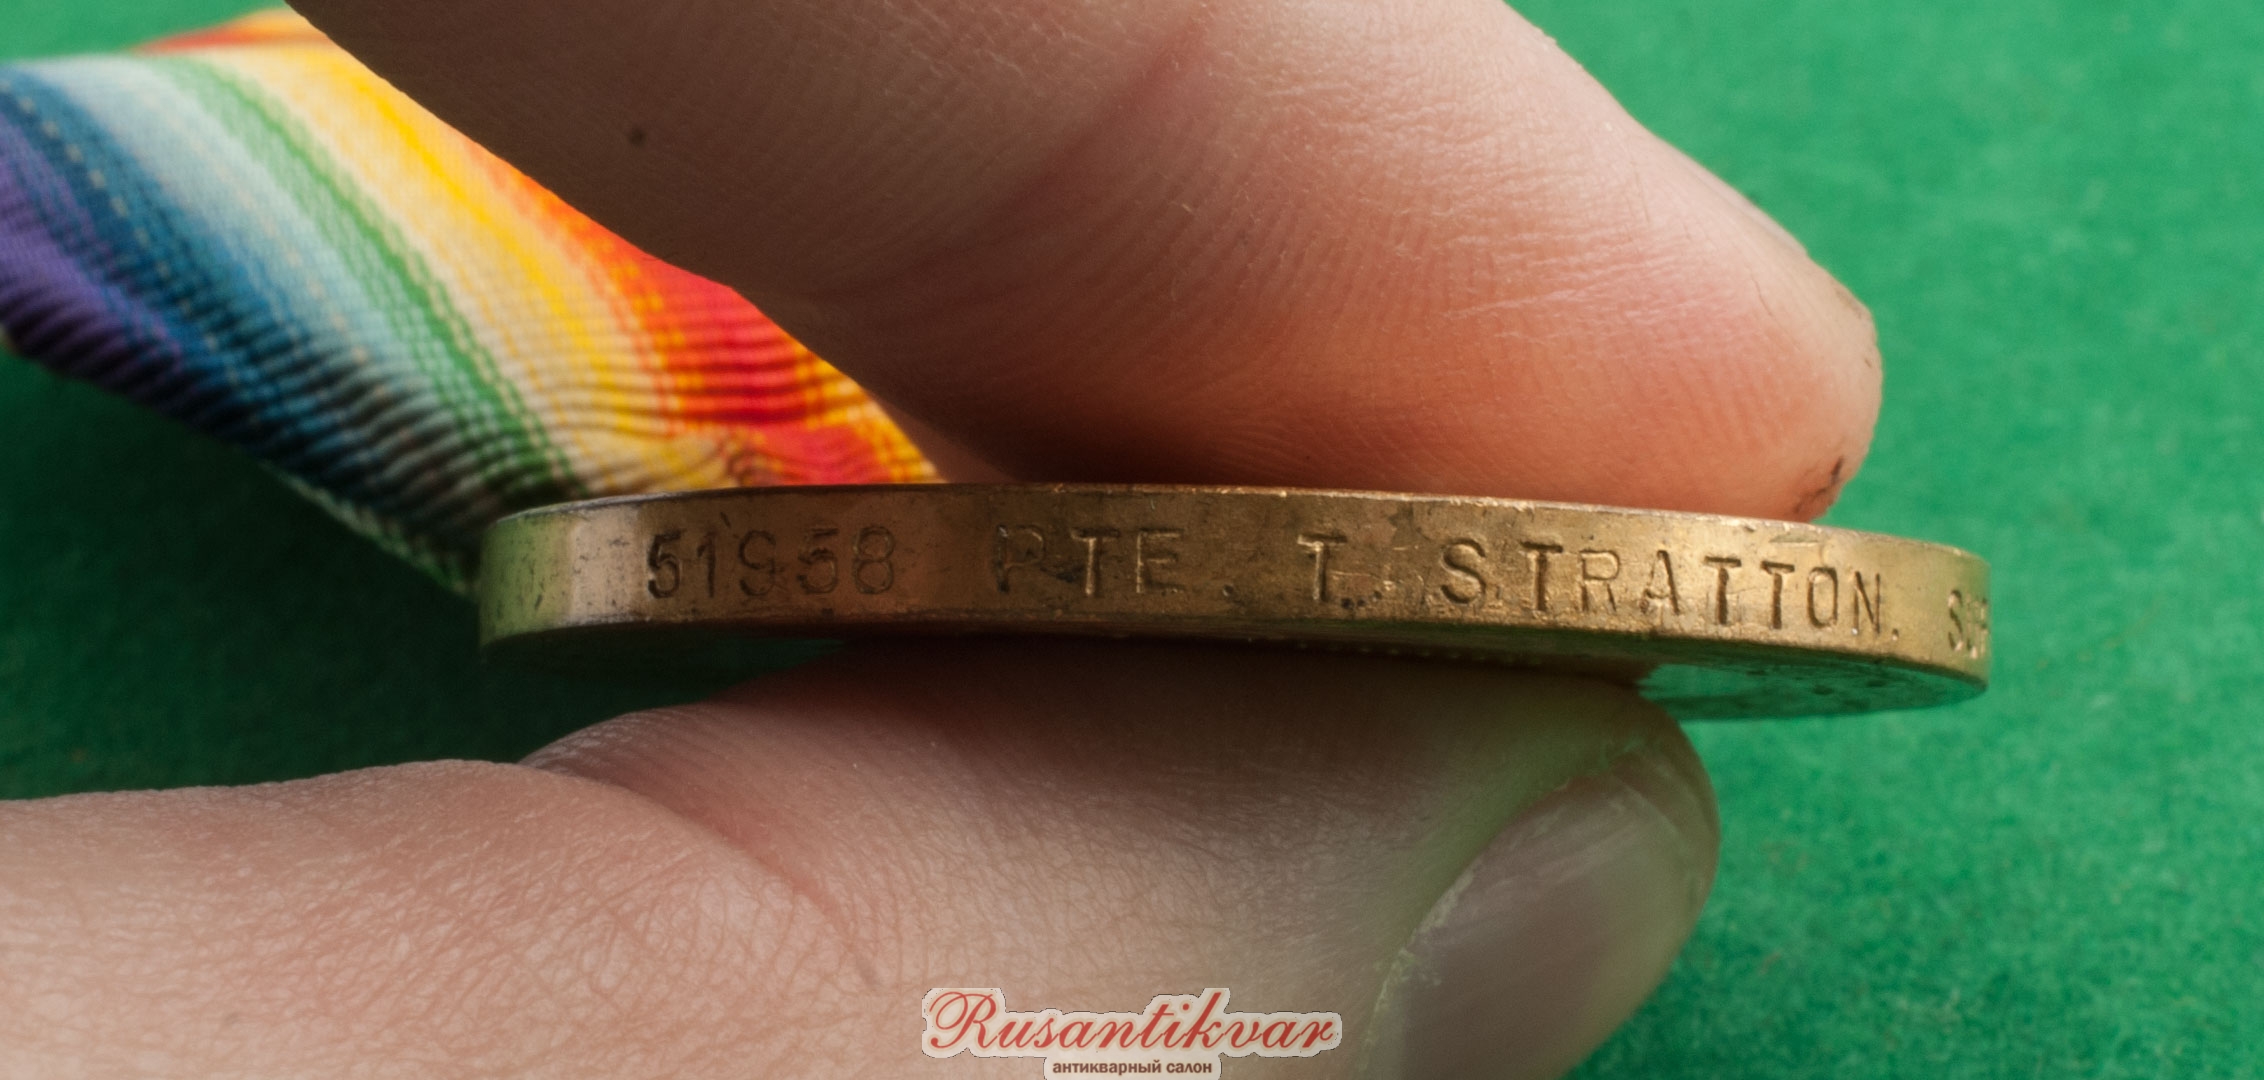 51958 PTE. T. STRATTON.
Rusantikvar
антикварный салон